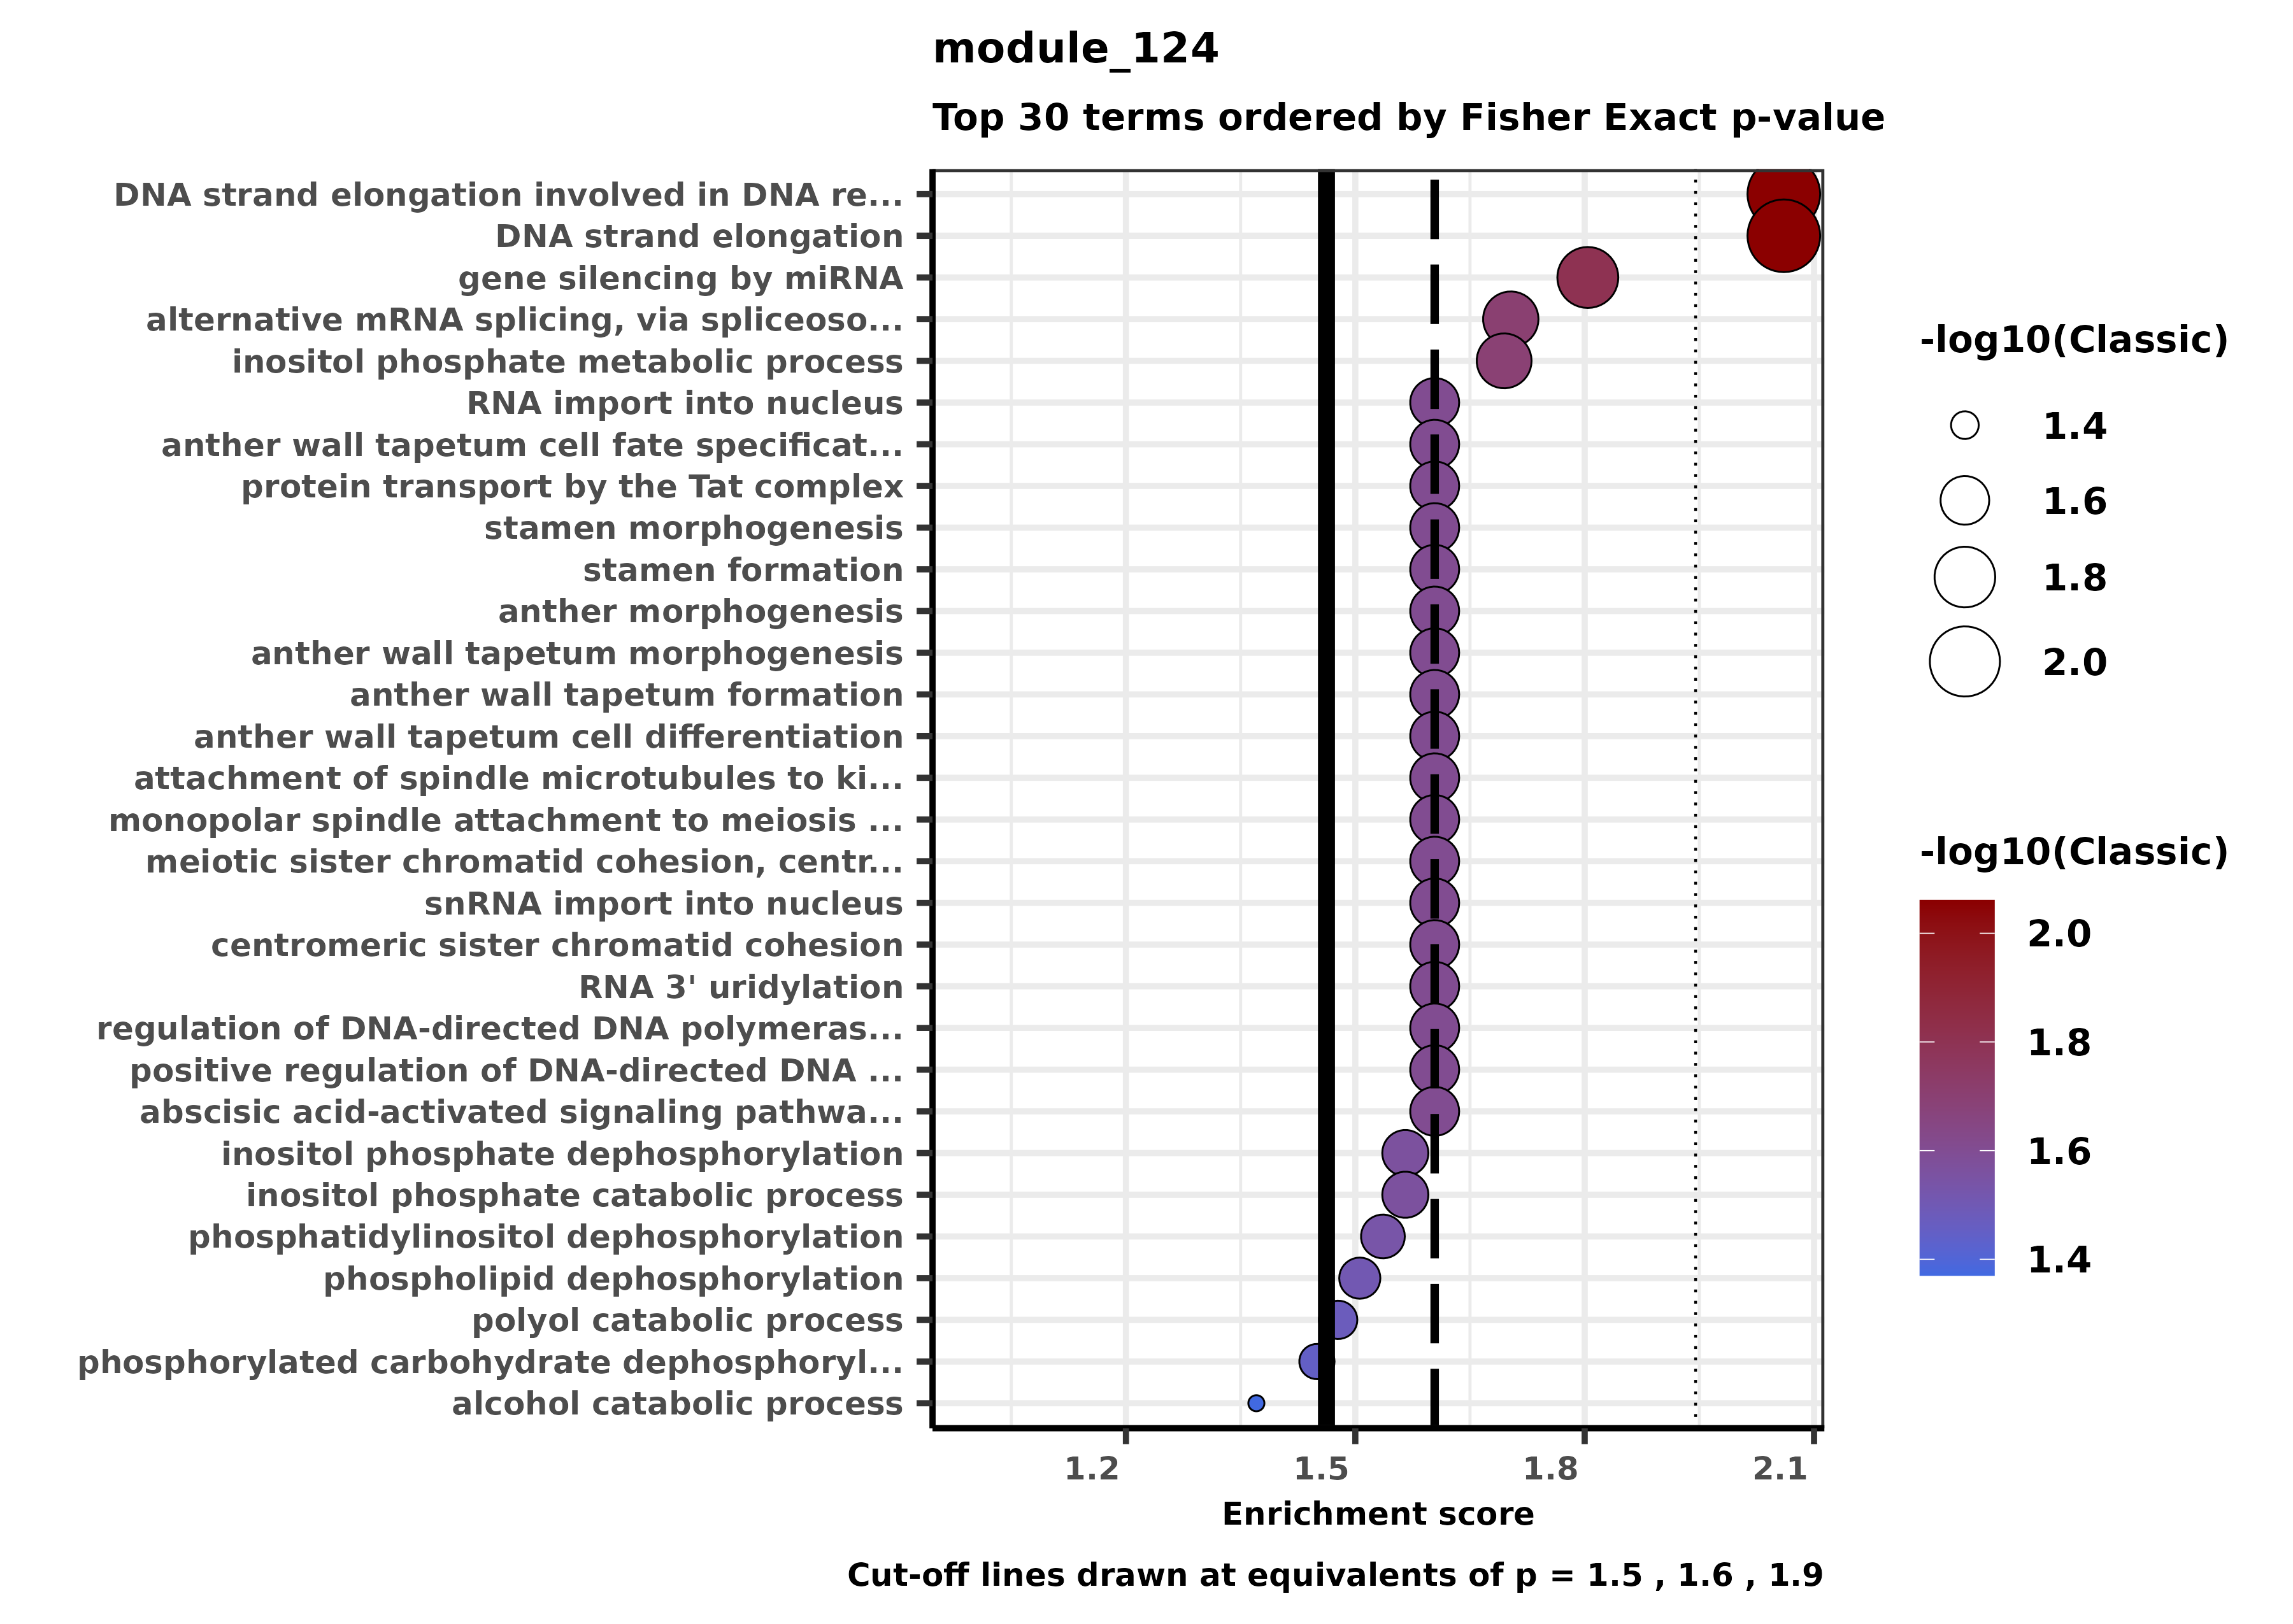 module_124
Top 30 terms ordered by Fisher Exact p-value
DNA strand elongation involved in DNA re...
DNA strand elongation
gene silencing by miRNA
alternative mRNA splicing, via spliceoso...
inositol phosphate metabolic process
RNA import into nucleus
anther wall tapetum cell fate specificat...
protein transport by the Tat complex
stamen morphogenesis
stamen formation
anther morphogenesis
anther wall tapetum morphogenesis
anther wall tapetum formation
anther wall tapetum cell differentiation
attachment of spindle microtubules to ki...
monopolar spindle attachment to meiosis ...
meiotic sister chromatid cohesion, centr...
snRNA import into nucleus
centromeric sister chromatid cohesion
RNA 3' uridylation
regulation of DNA-directed DNA polymeras...
positive regulation of DNA-directed DNA ...
abscisic acid-activated signaling pathwa...
inositol phosphate dephosphorylation
inositol phosphate catabolic process
phosphatidylinositol dephosphorylation
phospholipid dephosphorylation
polyol catabolic process
phosphorylated carbohydrate dephosphoryl...
alcohol catabolic process
1.2 1.5 1.8 2.1
Enrichment score
Cut-off lines drawn at equivalents of p = 1.5 , 1.6 , 1.9
-log10(Classic)
1.4
1.6
1.8
2.0
-log10(Classic)
2.0
1.8
1.6
1.4